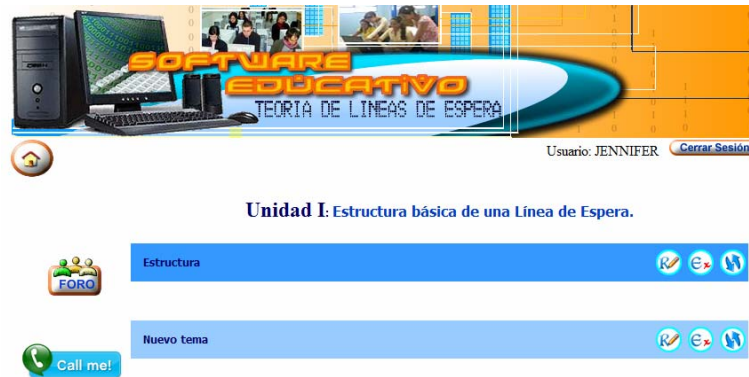 SOFTWARE
EDUCATIVO
TEORIA DE LINEAS DE ESPERA
Usuario: JENNIFER Cerrar Sesión
Unidad I: Estructura básica de una Línea de Espera.
Estructura
FORO
Nuevo tema
Call me!